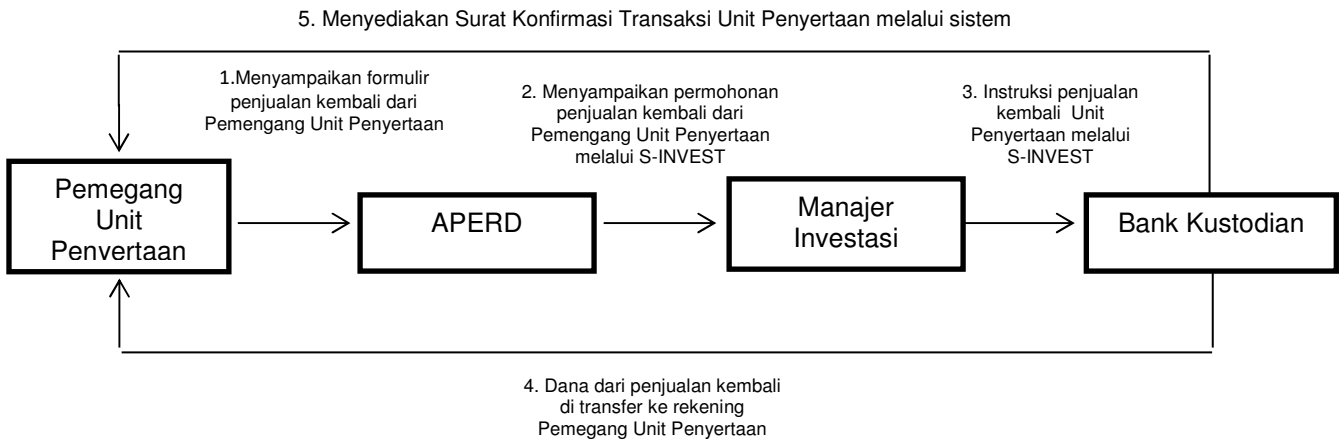 5. Menyediakan Surat Konfirmasi Transaksi Unit Penyertaan melalui sistem
1.Menyampaikan formulir
penjualan kembali dari
Pemengang Unit Penyertaan
2. Menyampaikan permohonan
penjualan kembali dari
Pemengang Unit Penyertaan
melalui S-INVEST
3. Instruksi penjualan
kembali Unit
Penyertaan melalui
S-INVEST
Pemegang
Unit
Penvertaan
APERD
Manajer
Investasi
Bank Kustodian
4. Dana dari penjualan kembali
di transfer ke rekening
Pemegang Unit Penyertaan